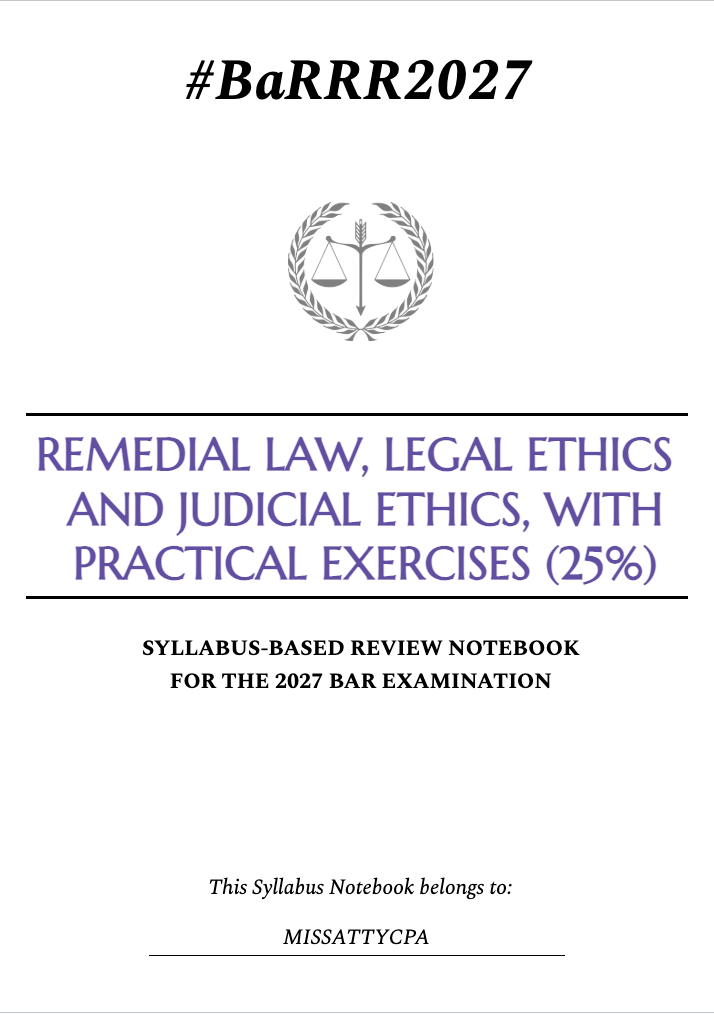 #BaRRR2027
REMEDIAL LAW, LEGAL ETHICS
AND JUDICIAL ETHICS, WITH
PRACTICAL EXERCISES (25%)
SYLLABUS-BASED REVIEW NOTEBOOK
FOR THE 2027 BAR EXAMINATION
This Syllabus Notebook belongs to:
MISSATTYCPA